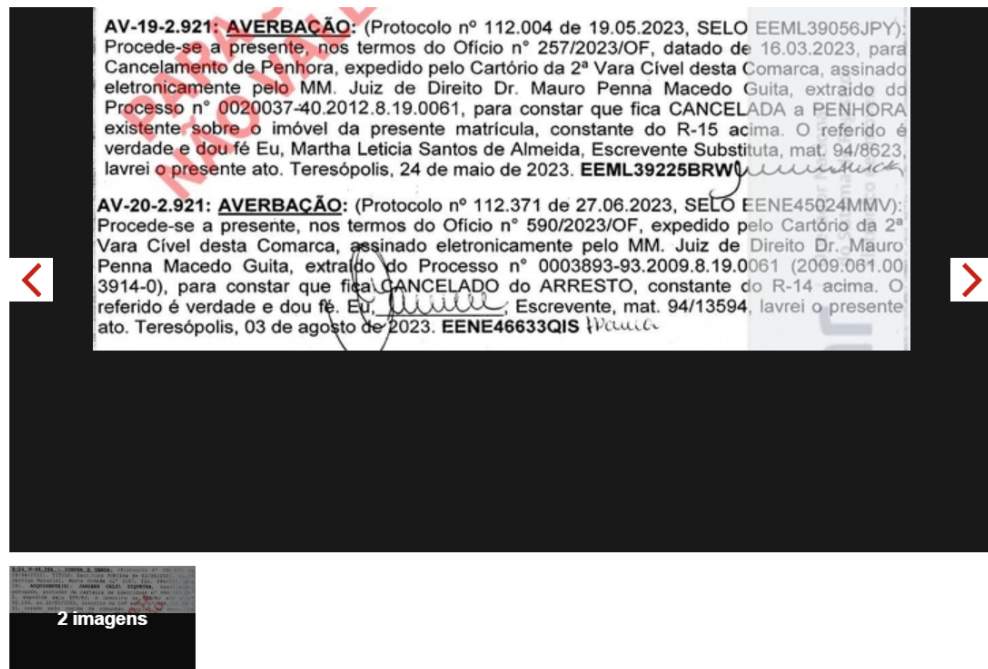 AV-19-2.921: AVERBAÇÃO: (Protocolo nº 112.004 de 19.05.2023, SELO EEML39056JPY):
Procede-se a presente, nos termos do Ofício n° 257/2023/OF, datado de 16.03.2023, para
Cancelamento de Penhora, expedido pelo Cartório da 2ª Vara Cível desta Comarca, assinado
eletronicamente pelo MM. Juiz de Direito Dr. Mauro Penna Macedo Guita, extraído do
Processo n° 0020037-40.2012.8.19.0061, para constar que fica CANCELADA a PENHORA
existente sobre o imóvel da presente matrícula, constante do R-15 acima. O referido é
verdade e dou fé Eu, Martha Leticia Santos de Almeida, Escrevente Substituta, mat. 94/8623,
lavrei o presente ato. Teresópolis, 24 de maio de 2023. EEML39225BRW
PARA
NÃO VALE
AV-20-2.921: AVERBAÇÃO: (Protocolo nº 112.371 de 27.06.2023, SELO EENE45024MMV):
Procede-se a presente, nos termos do Oficio n° 590/2023/OF, expedido pelo Cartório da 2ª
Vara Cível desta Comarca, assinado eletronicamente pelo MM. Juiz de Direito Dr. Mauro
Penna Macedo Guita, extraído do Processo n° 0003893-93.2009.8.19.0061 (2009.061.00
3914-0), para constar que fica CANCELADO do ARRESTO, constante do R-14 acima. O
referido é verdade e dou fé. Eu, Escrevente, mat. 94/13594, lavrei o presente
ato. Teresópolis, 03 de agosto de 2023. EENE46633QIS
2 imagens